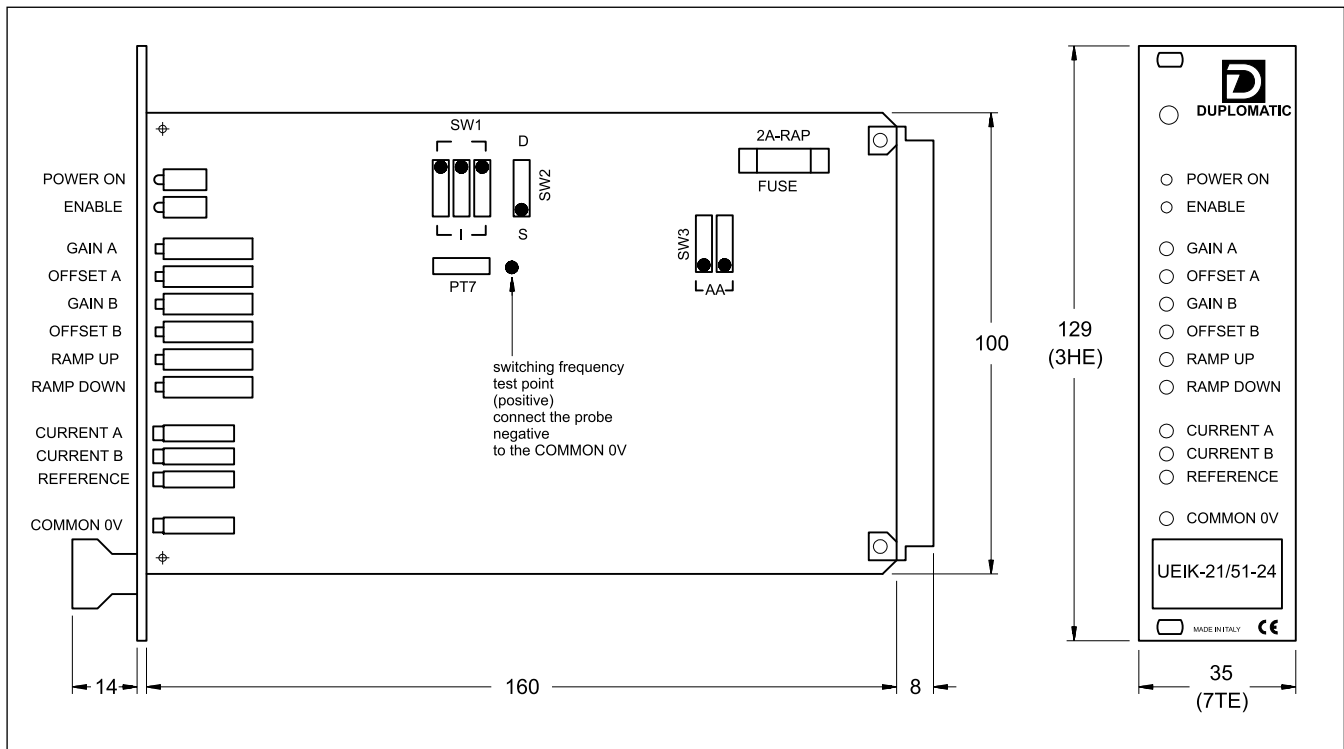 POWER ON
ENABLE
GAIN A
OFFSET A
GAIN B
OFFSET B
RAMP UP
RAMP DOWN
CURRENT A
CURRENT B
REFERENCE
COMMON 0V
SW1
I
D
SW2
S
PT7
switching frequency
test point
(positive)
connect the probe
negative
to the COMMON 0V
2A-RAP
FUSE
SW3
AA
14
160
8
100
129
(3HE)
D
DUPLOMATIC
POWER ON
ENABLE
GAIN A
OFFSET A
GAIN B
OFFSET B
RAMP UP
RAMP DOWN
CURRENT A
CURRENT B
REFERENCE
COMMON 0V
UEIK-21/51-24
MADE IN ITALY CE
35
(7TE)